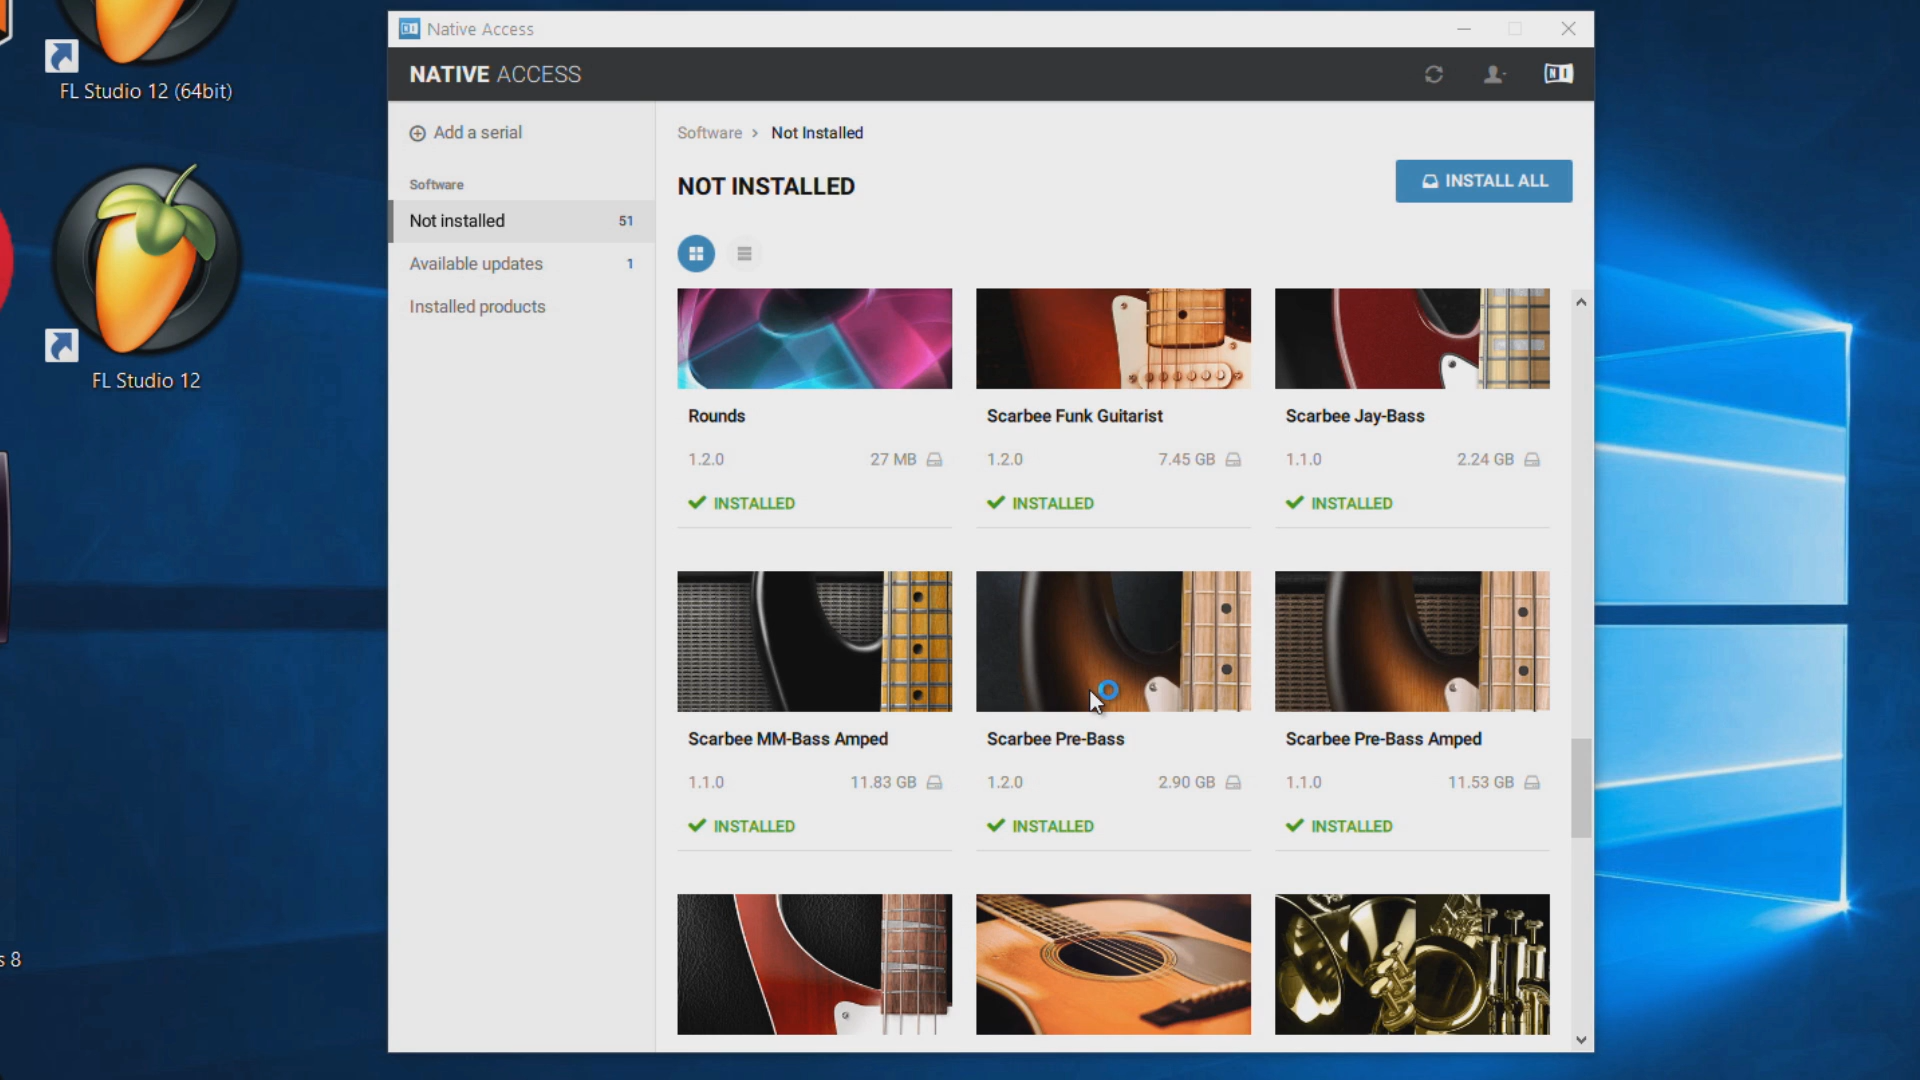 FL Studio 12 (64bit)
FL Studio 12
s 8
Native Access
NATIVE ACCESS
Add a serial
Software
Not installed 51
Available updates 1
Installed products
Software > Not Installed
NOT INSTALLED
INSTALL ALL
Rounds
1.2.0 27 MB
INSTALLED
Scarbee Funk Guitarist
1.2.0 7.45 GB
INSTALLED
Scarbee Jay-Bass
1.1.0 2.24 GB
INSTALLED
Scarbee MM-Bass Amped
1.1.0 11.83 GB
INSTALLED
Scarbee Pre-Bass
1.2.0 2.90 GB
INSTALLED
Scarbee Pre-Bass Amped
1.1.0 11.53 GB
INSTALLED